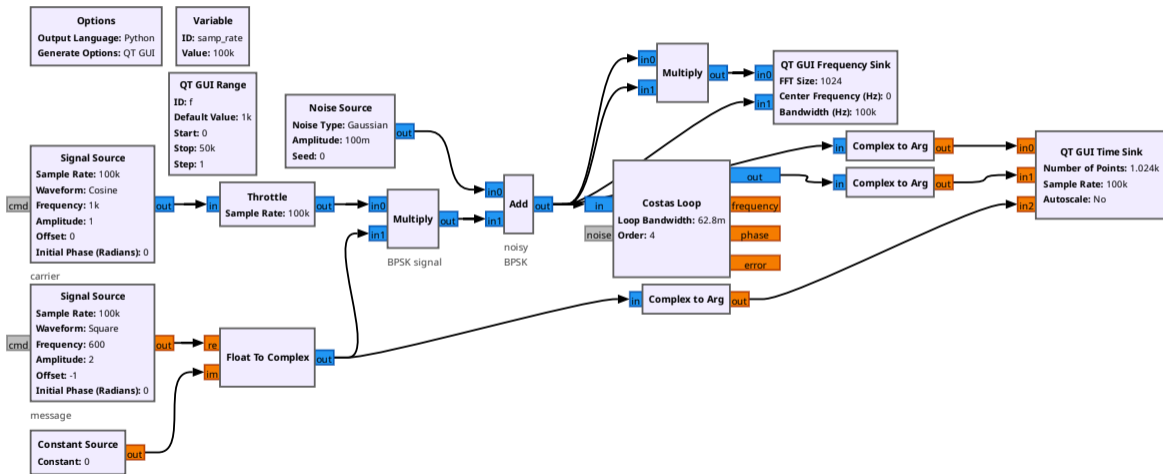 Options
Output Language: Python
Generate Options: QT GUI
Variable
ID: samp_rate
Value: 100k
QT GUI Range
ID: f
Default Value: 1k
Start: 0
Stop: 50k
Step: 1
Noise Source
Noise Type: Gaussian
Amplitude: 100m
Seed: 0
out
Signal Source
Sample Rate: 100k
Waveform: Cosine
Frequency: 1k
Amplitude: 1
Offset: 0
Initial Phase (Radians): 0
cmd
out
carrier
in
Throttle
Sample Rate: 100k
out
in0
in1
Multiply
out
BPSK signal
in0
in1
Add
out
noisy
BPSK
in0
in1
Multiply
out
in0
in1
QT GUI Frequency Sink
FFT Size: 1024
Center Frequency (Hz): 0
Bandwidth (Hz): 100k
in
noise
Costas Loop
Loop Bandwidth: 62.8m
Order: 4
out
frequency
phase
error
in
Complex to Arg
out
in
Complex to Arg
out
in0
in1
in2
QT GUI Time Sink
Number of Points: 1.024k
Sample Rate: 100k
Autoscale: No
Signal Source
Sample Rate: 100k
Waveform: Square
Frequency: 600
Amplitude: 2
Offset: -1
Initial Phase (Radians): 0
cmd
out
message
re
im
Float To Complex
out
in
Complex to Arg
out
Constant Source
Constant: 0
out